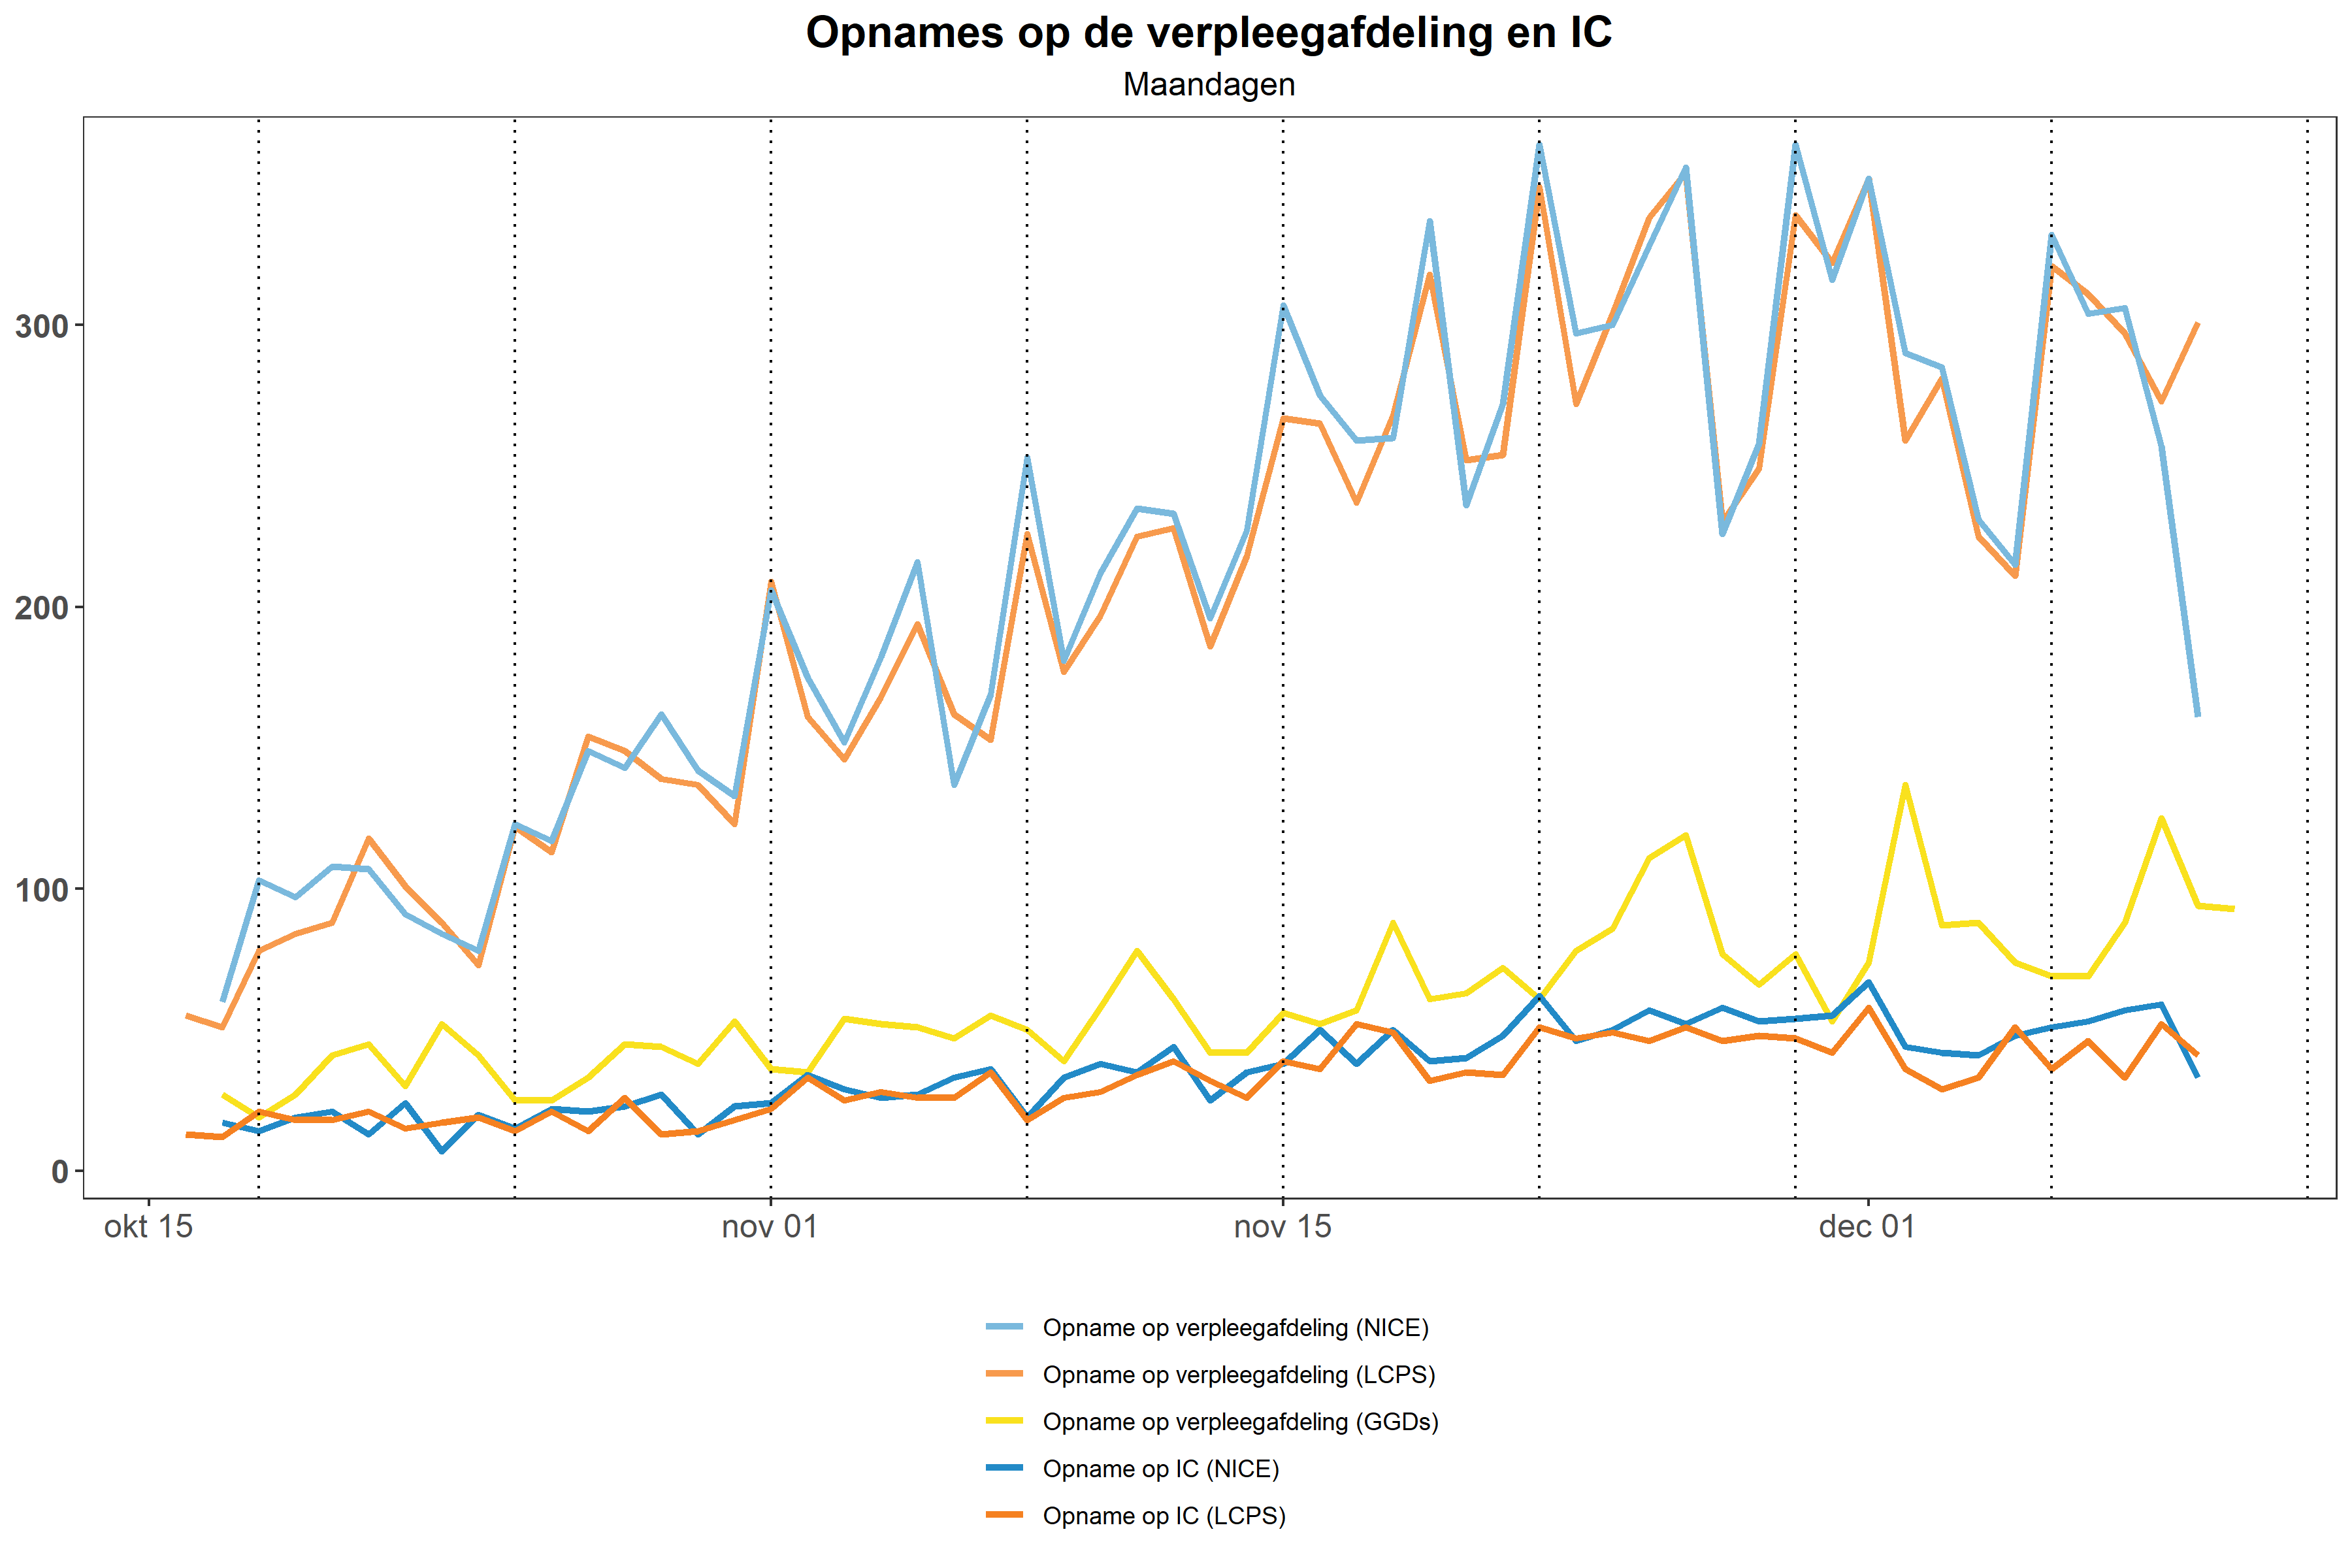 Opnames op de verpleegafdeling en IC
Maandagen
300
200
100
0
okt 15
nov 01
nov 15
dec 01
Opname op verpleegafdeling (NICE)
Opname op verpleegafdeling (LCPS)
Opname op verpleegafdeling (GGDs)
Opname op IC (NICE)
Opname op IC (LCPS)